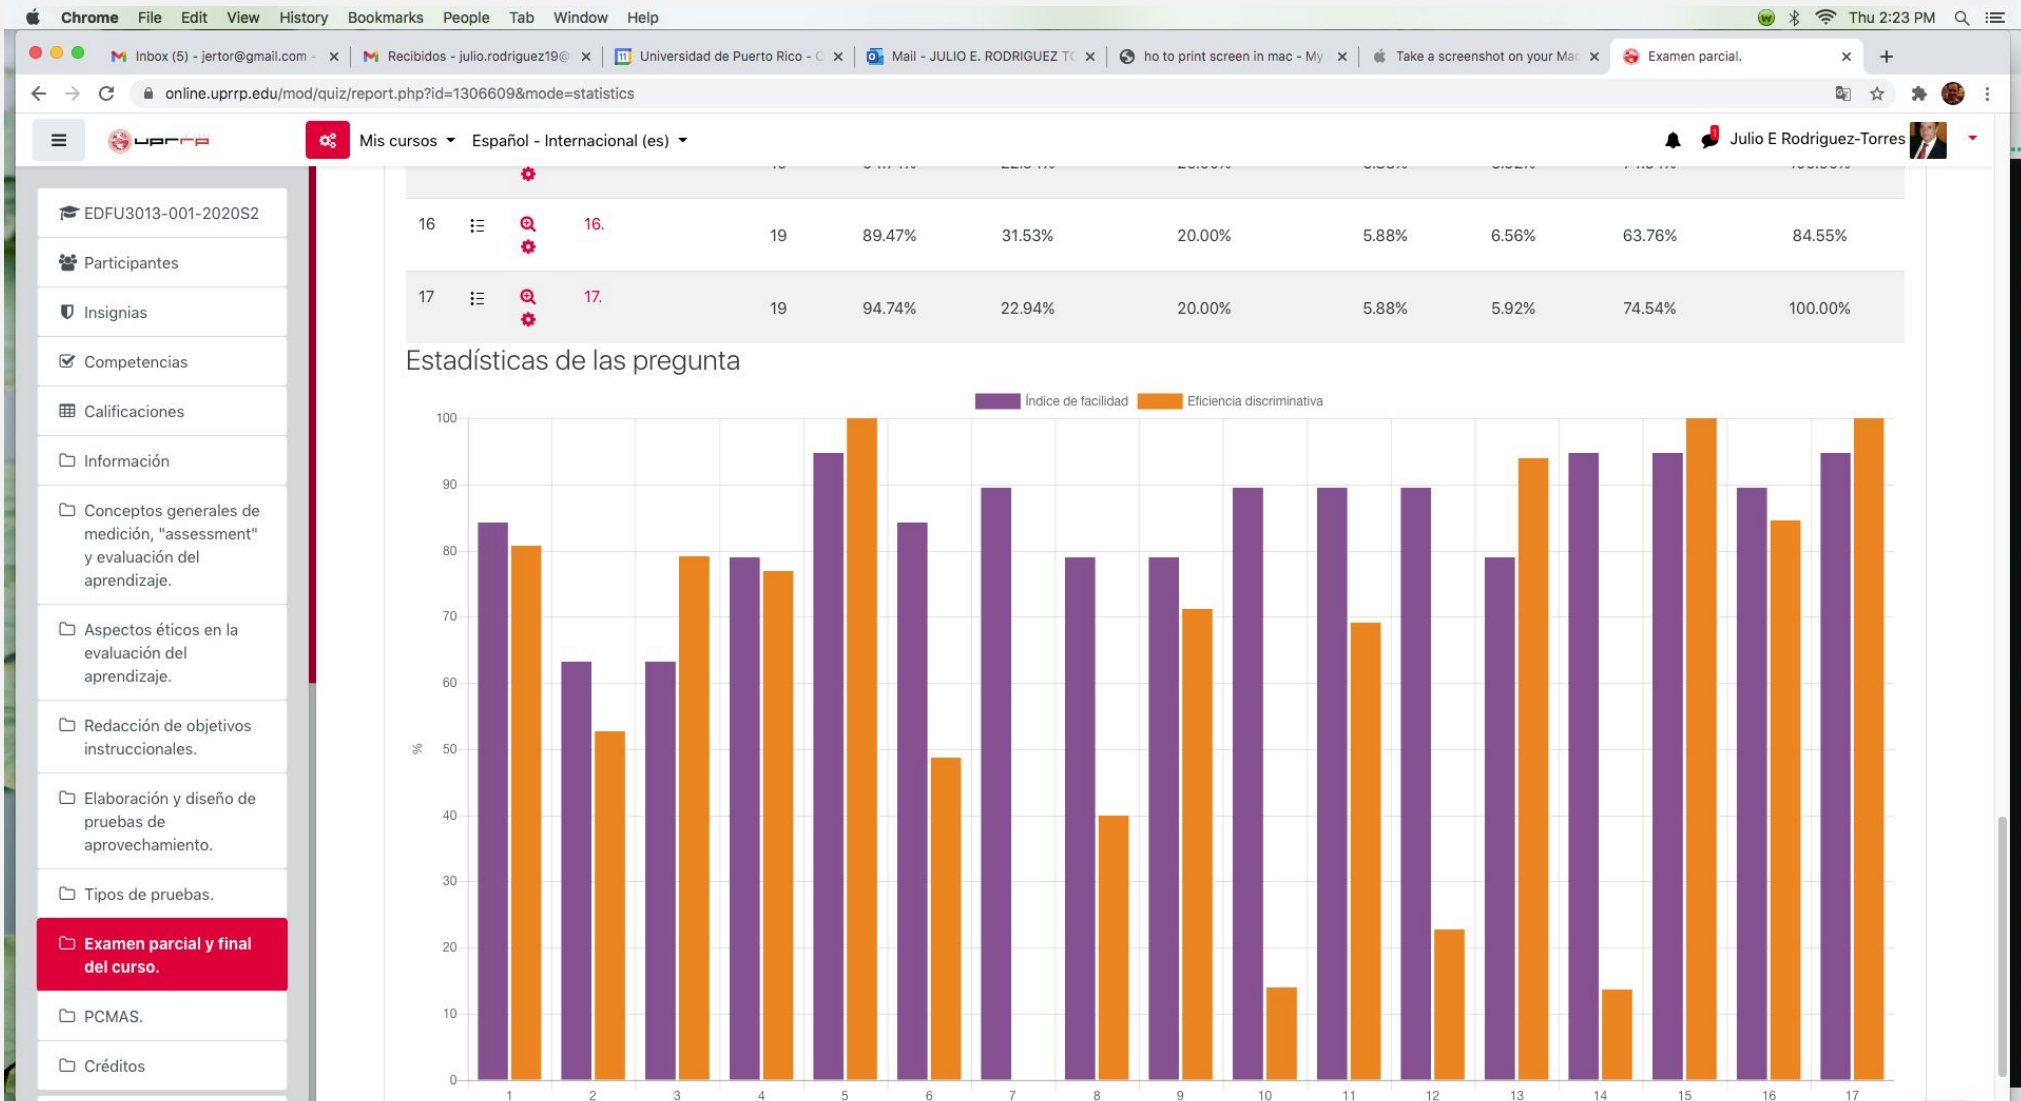 Chrome File Edit View History Bookmarks People Tab Window Help Thu 2:23 PM
Inbox (5) - jertor@gmail.com - Recibidos - julio.rodriguez19@ Universidad de Puerto Rico - C Mail - JULIO E. RODRIGUEZ TO ho to print screen in mac - My Take a screenshot on your Mac Examen parcial.
online.uprrp.edu/mod/quiz/report.php?id=1306609&mode=statistics
uprrp Mis cursos Español - Internacional (es) 1 Julio E Rodriguez-Torres
EDFU3013-001-2020S2
Participantes
Insignias
Competencias
Calificaciones
Información
Conceptos generales de
medición, "assessment"
y evaluación del
aprendizaje.
Aspectos éticos en la
evaluación del
aprendizaje.
Redacción de objetivos
instruccionales.
Elaboración y diseño de
pruebas de
aprovechamiento.
Tipos de pruebas.
Examen parcial y final
del curso.
PCMAS.
Créditos
16 16. 19 89.47% 31.53% 20.00% 5.88% 6.56% 63.76% 84.55%
17 17. 19 94.74% 22.94% 20.00% 5.88% 5.92% 74.54% 100.00%
Estadísticas de las pregunta
Índice de facilidad Eficiencia discriminativa
100
90
80
70
60
50
40
30
20
10
0
%
1 2 3 4 5 6 7 8 9 10 11 12 13 14 15 16 17